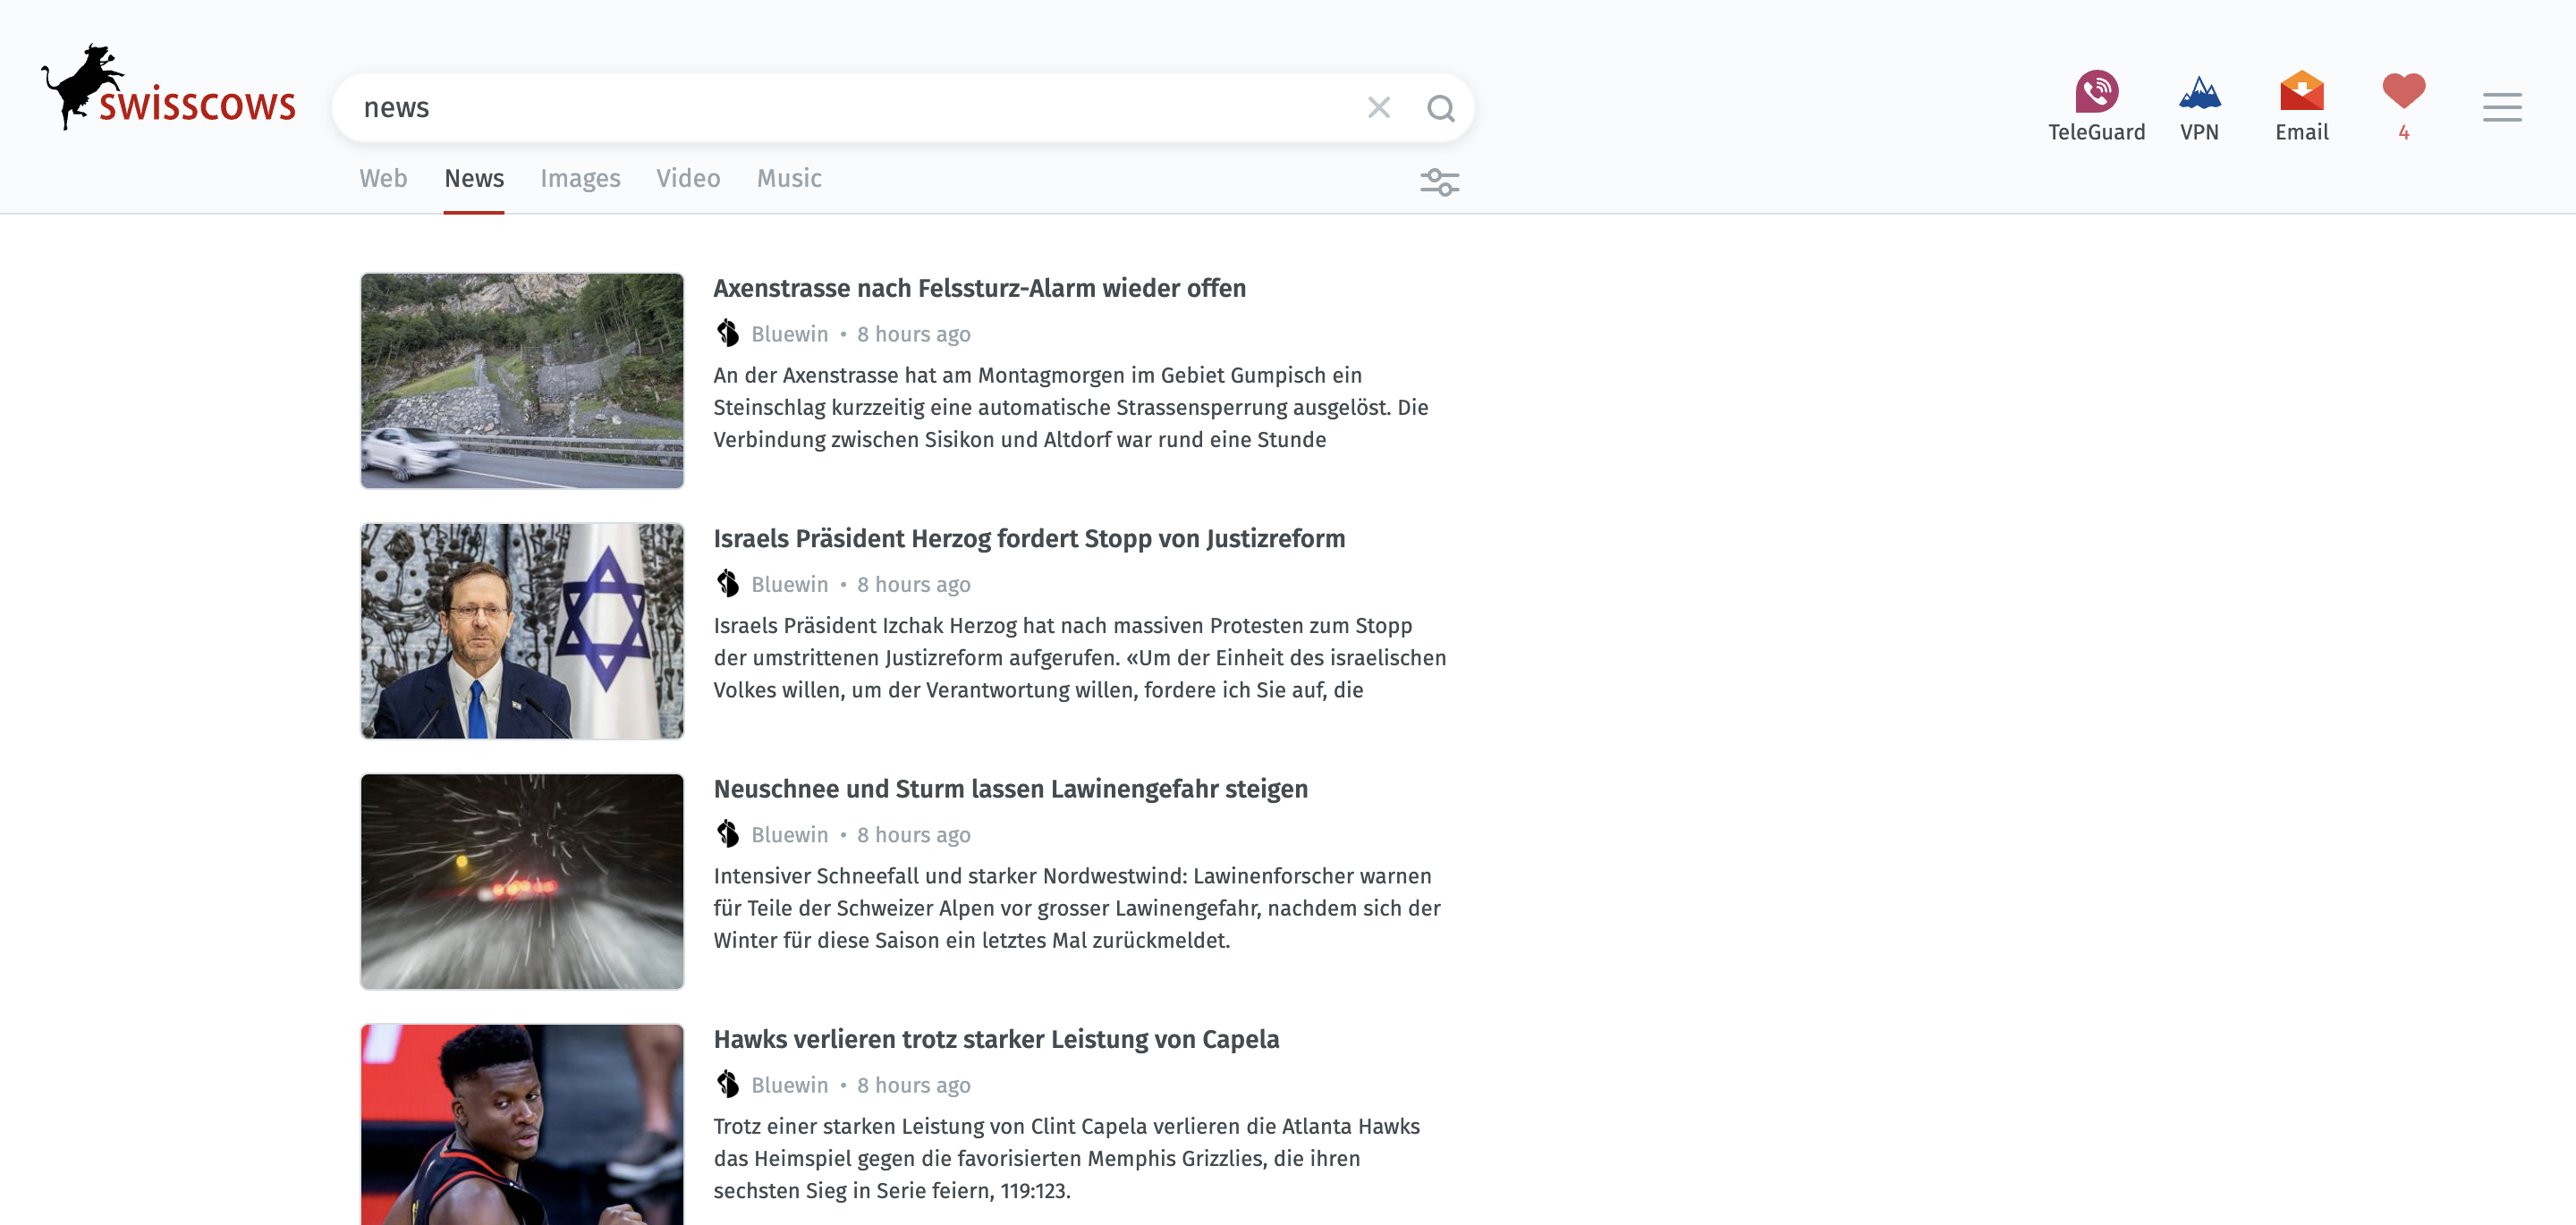 swisscows
news
TeleGuard
VPN
Email
4
Web
News
Images
Video
Music
Axenstrasse nach Felssturz-Alarm wieder offen
Bluewin • 8 hours ago
An der Axenstrasse hat am Montagmorgen im Gebiet Gumpisch ein
Steinschlag kurzzeitig eine automatische Strassensperrung ausgelöst. Die
Verbindung zwischen Sisikon und Altdorf war rund eine Stunde
Israels Präsident Herzog fordert Stopp von Justizreform
Bluewin • 8 hours ago
Israels Präsident Izchak Herzog hat nach massiven Protesten zum Stopp
der umstrittenen Justizreform aufgerufen. «Um der Einheit des israelischen
Volkes willen, um der Verantwortung willen, fordere ich Sie auf, die
Neuschnee und Sturm lassen Lawinengefahr steigen
Bluewin • 8 hours ago
Intensiver Schneefall und starker Nordwestwind: Lawinenforscher warnen
für Teile der Schweizer Alpen vor grosser Lawinengefahr, nachdem sich der
Winter für diese Saison ein letztes Mal zurückmeldet.
Hawks verlieren trotz starker Leistung von Capela
Bluewin • 8 hours ago
Trotz einer starken Leistung von Clint Capela verlieren die Atlanta Hawks
das Heimspiel gegen die favorisierten Memphis Grizzlies, die ihren
sechsten Sieg in Serie feiern, 119:123.